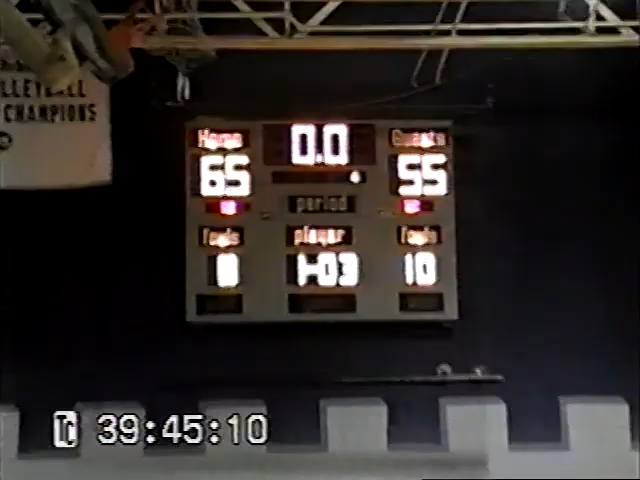 LLEYBALL
CHAMPIONS
Home 0.0 Guests
65 55
4
period
fouls player fouls
8 1-03 10
TC 39:45:10